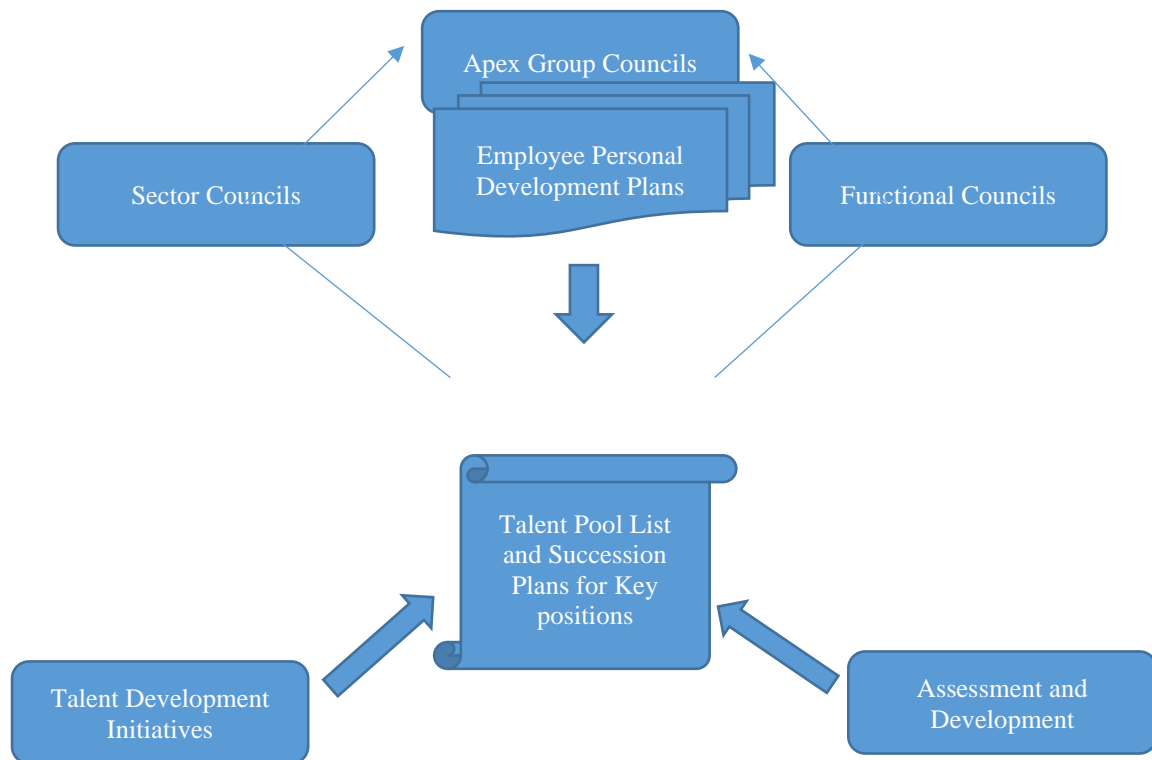 Apex Group Councils
Employee Personal
Development Plans
Sector Councils
Functional Councils
Talent Pool List
and Succession
Plans for Key
positions
Talent Development
Initiatives
Assessment and
Development